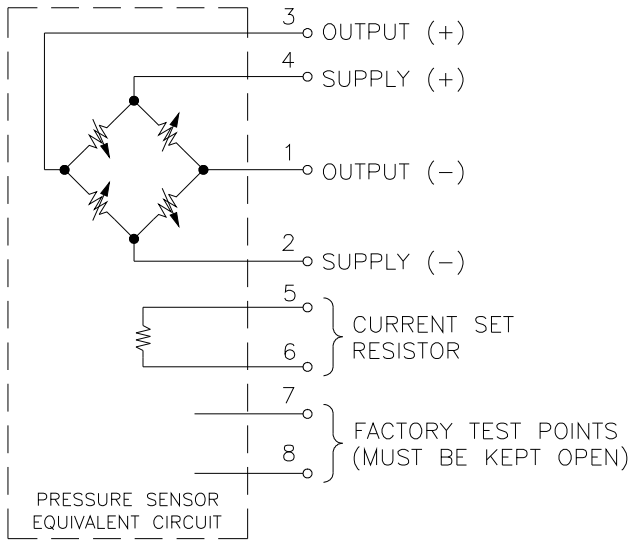 3
OUTPUT (+)
4
SUPPLY (+)
1
OUTPUT (-)
2
SUPPLY (-)
5
CURRENT SET
RESISTOR
6
7
FACTORY TEST POINTS
(MUST BE KEPT OPEN)
8
PRESSURE SENSOR
EQUIVALENT CIRCUIT